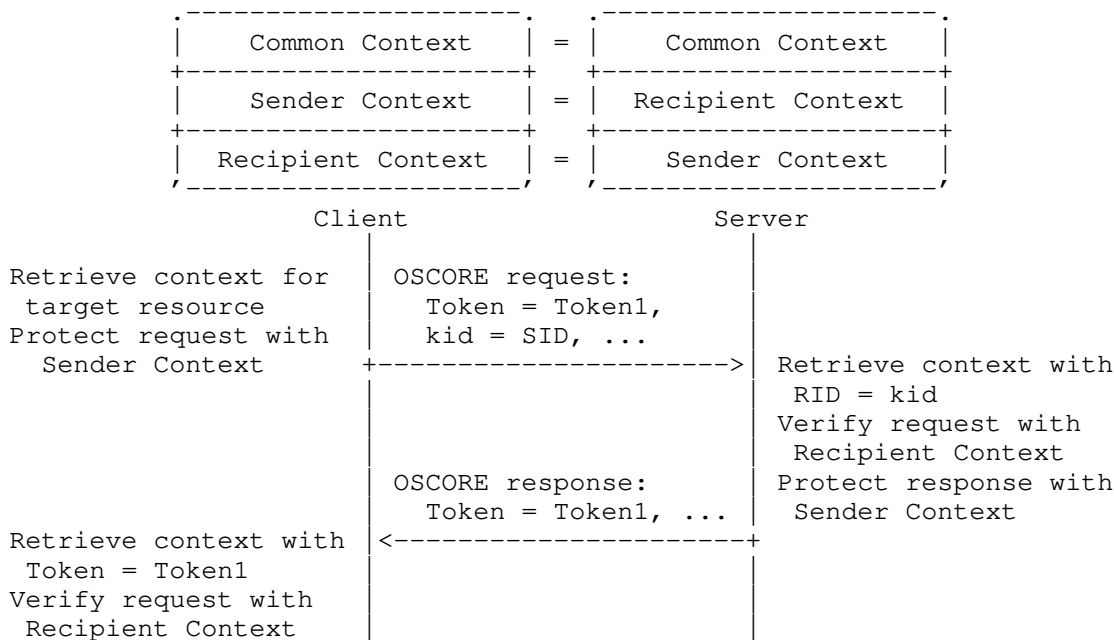 Common Context = Common Context
Sender Context = Recipient Context
Recipient Context = Sender Context
Client Server
Retrieve context for OSCORE request:
target resource Token = Token1,
Protect request with kid = SID, ...
Sender Context Retrieve context with
RID = kid
Verify request with
Recipient Context
OSCORE response: Protect response with
Token = Token1, ... Sender Context
Retrieve context with
Token = Token1
Verify request with
Recipient Context